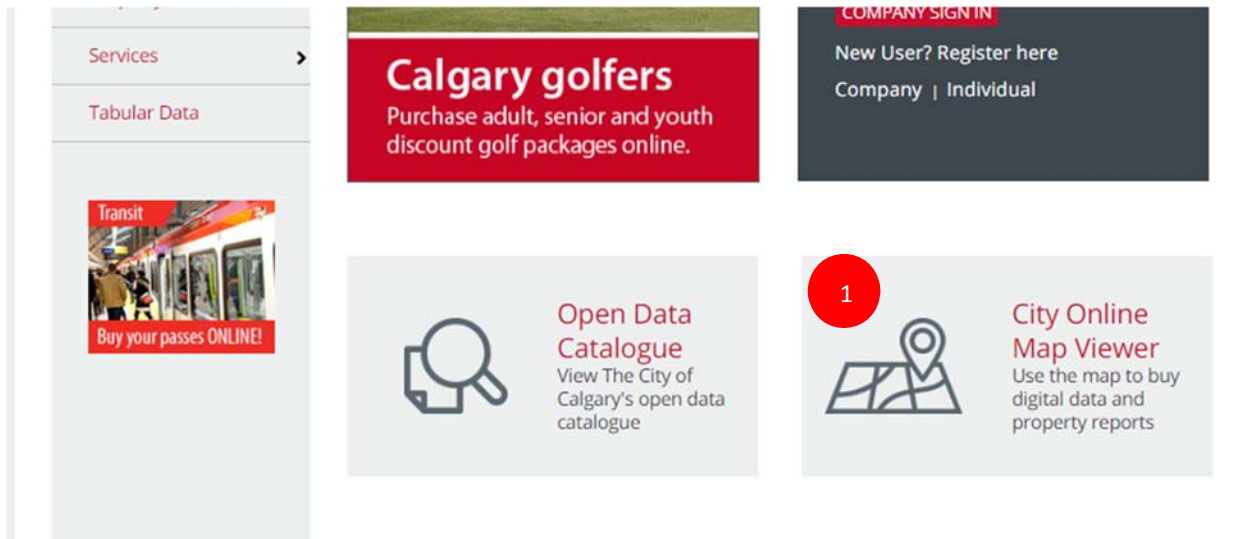 Services
Tabular Data
Transit
Buy your passes ONLINE!
Calgary golfers
Purchase adult, senior and youth
discount golf packages online.
COMPANY SIGN IN
New User? Register here
Company | Individual
Open Data
Catalogue
View The City of
Calgary's open data
catalogue
1
City Online
Map Viewer
Use the map to buy
digital data and
property reports